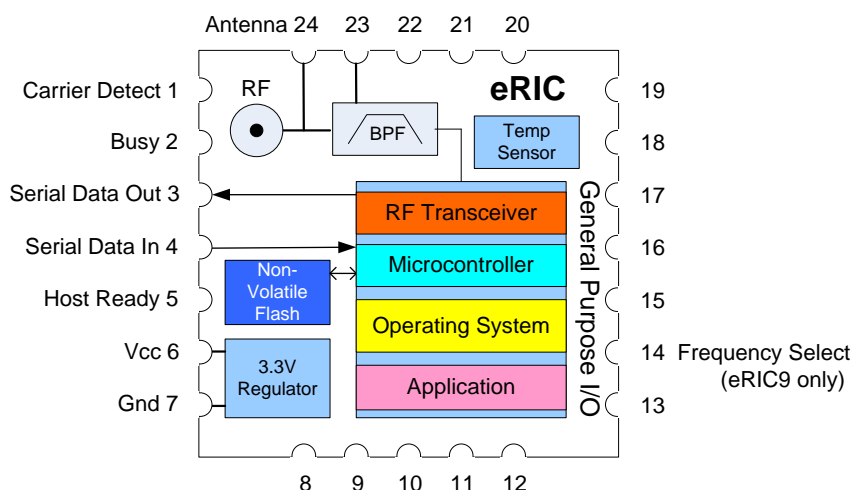 Antenna 24 23 22 21 20
Carrier Detect 1
Busy 2
Serial Data Out 3
Serial Data In 4
Host Ready 5
Vcc 6
Gnd 7
RF
eRIC
BPF
Temp
Sensor
RF Transceiver
Microcontroller
Non-
Volatile
Flash
Operating System
3.3V
Regulator
Application
General Purpose I/O
19
18
17
16
15
14 Frequency Select
(eRIC9 only)
13
8 9 10 11 12